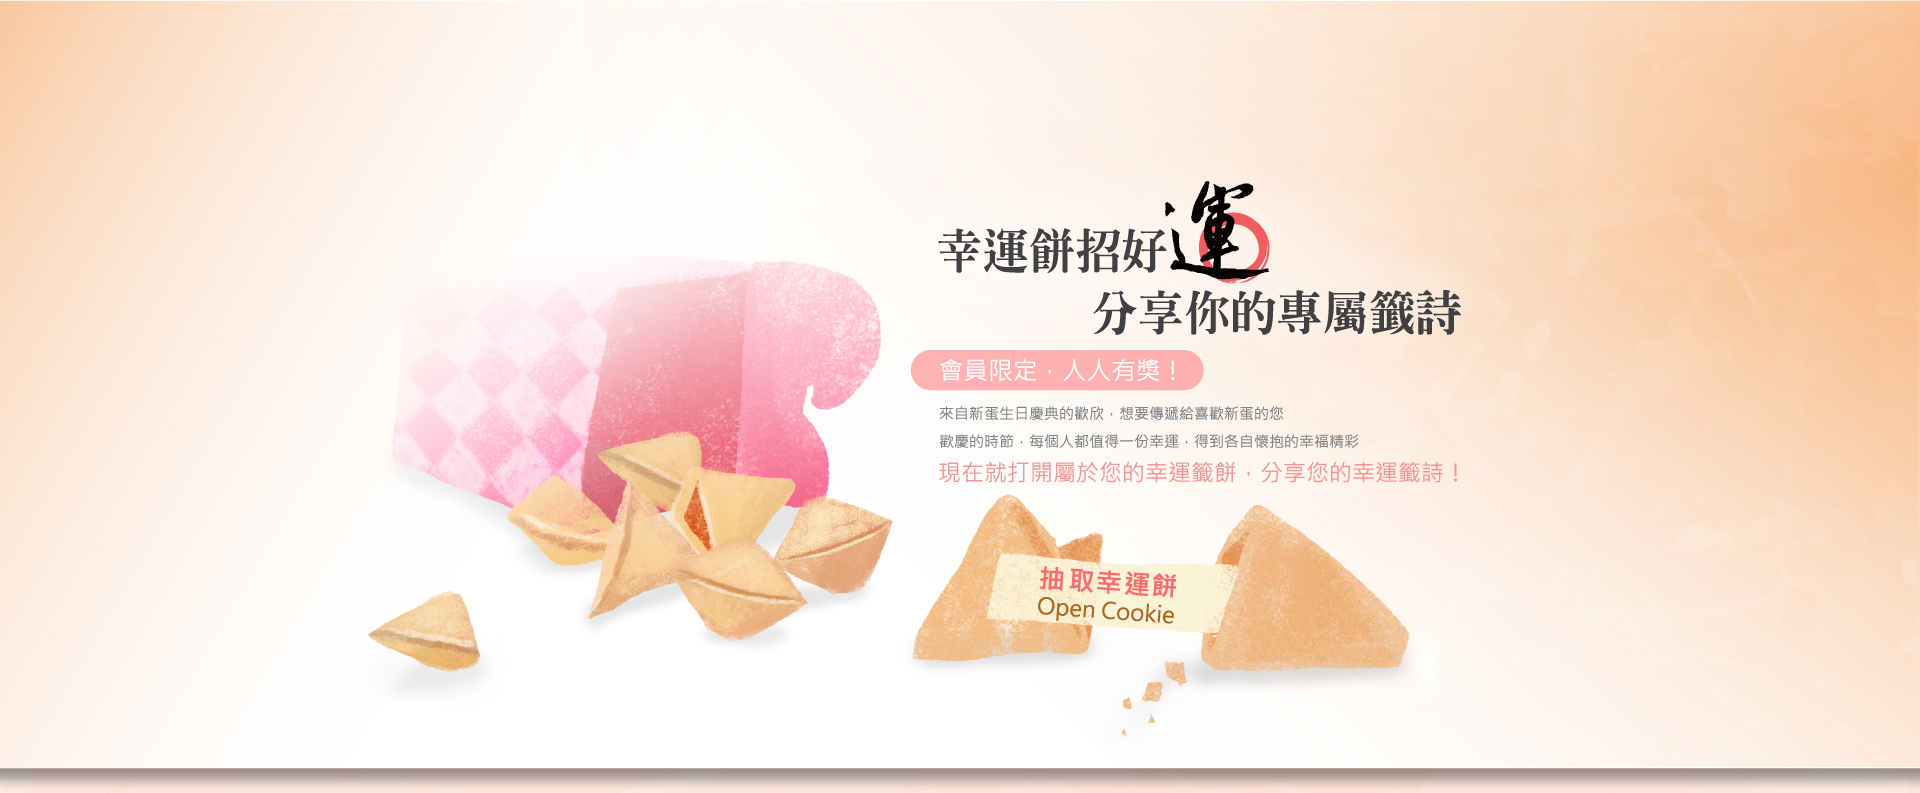 幸運餅招好運
分享你的專屬籤詩
會員限定，人人有獎！
來自新蛋生日慶典的歡欣，想要傳遞給喜歡新蛋的您
歡慶的時節，每個人都值得一份幸運，得到各自懷抱的幸福精彩
現在就打開屬於您的幸運籤餅，分享您的幸運籤詩！
抽取幸運餅
Open Cookie